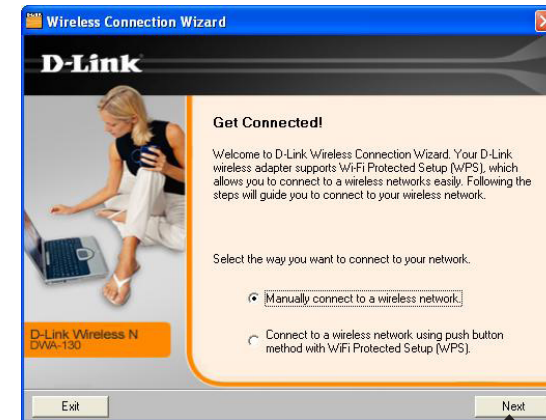 Wireless Connection Wizard
D-Link
Get Connected!
Welcome to D-Link Wireless Connection Wizard. Your D-Link
wireless adapter supports Wi-Fi Protected Setup (WPS), which
allows you to connect to a wireless networks easily. Following the
steps will guide you to connect to your wireless network.
Select the way you want to connect to your network.
Manually connect to a wireless network.
Connect to a wireless network using push button
method with WiFi Protected Setup (WPS).
D-Link Wireless N
DWA-130
Exit
Next